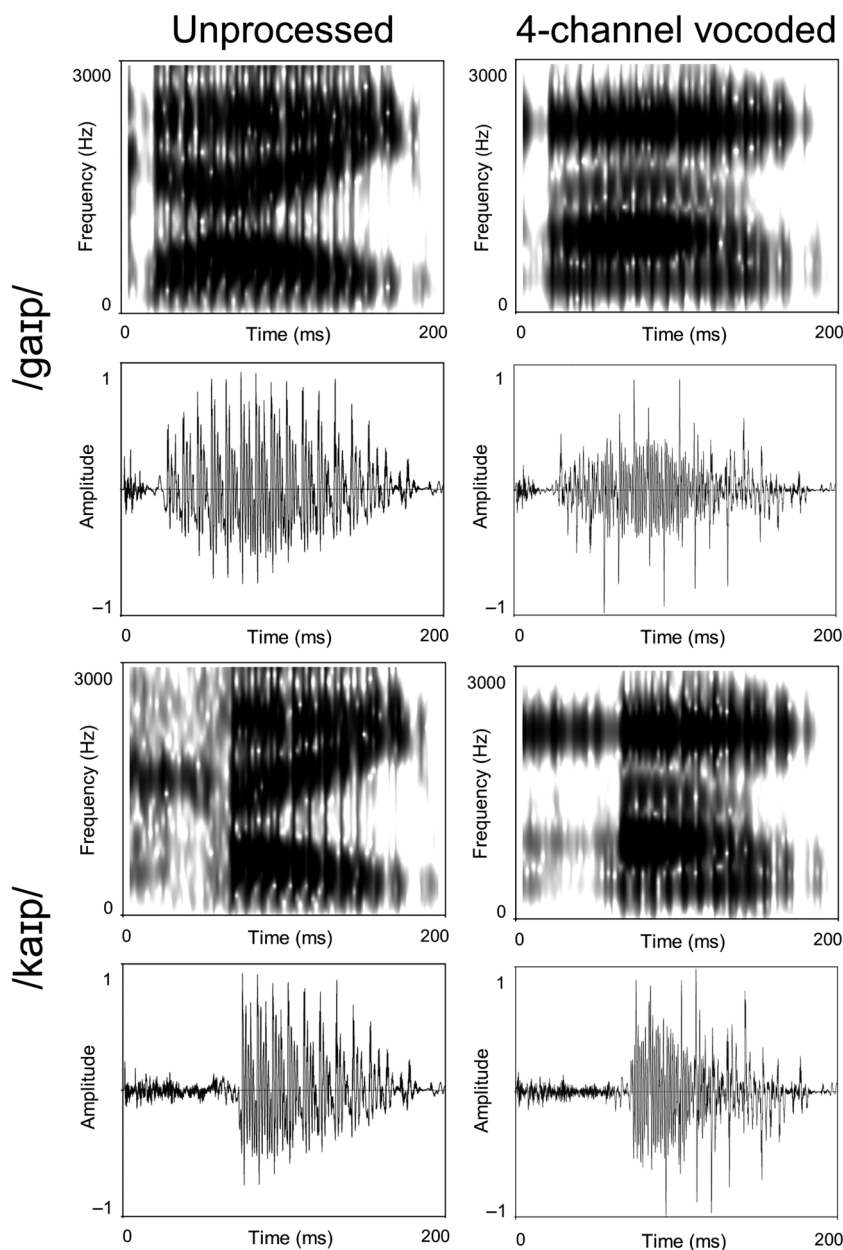 Unprocessed
4-channel vocoded
/gaɪp/
3000
Frequency (Hz)
0
0
Time (ms)
200
3000
Frequency (Hz)
0
0
Time (ms)
200
1
Amplitude
–1
0
Time (ms)
200
1
Amplitude
–1
0
Time (ms)
200
/kaɪp/
3000
Frequency (Hz)
0
0
Time (ms)
200
3000
Frequency (Hz)
0
0
Time (ms)
200
1
Amplitude
–1
0
Time (ms)
200
1
Amplitude
–1
0
Time (ms)
200